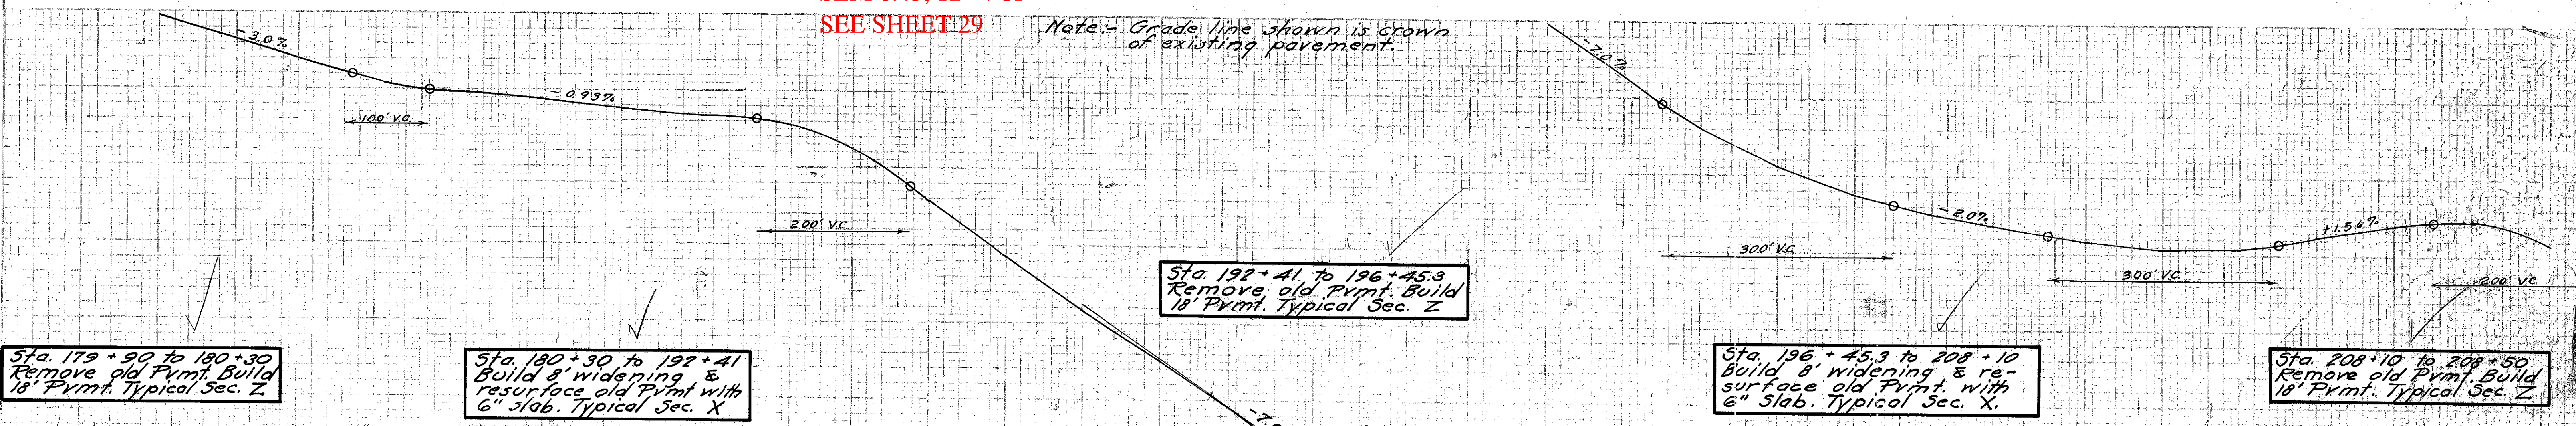 SEE SHEET 29
Note:- Grade line shown is crown
of existing pavement.
-3.0%
100' V.C.
-0.93%
200' V.C.
-7.0%
300' V.C.
-2.0%
300' V.C.
+1.56%
200' VC
Sta. 179+90 to 180+30
Remove old Pvmt. Build
18' Pvmt. Typical Sec. Z
Sta. 180+30 to 192+41
Build 8' widening &
resurface old Pvmt with
6" slab. Typical Sec. X
Sta. 192+41 to 196+45.3
Remove old Pvmt. Build
18' Pvmt. Typical Sec. Z
Sta. 196+45.3 to 208+10
Build 8' widening & re-
surface old Pvmt. with
6" Slab. Typical Sec. X.
Sta. 208+10 to 208+50
Remove old Pvmt. Build
18' Pvmt. Typical Sec. Z